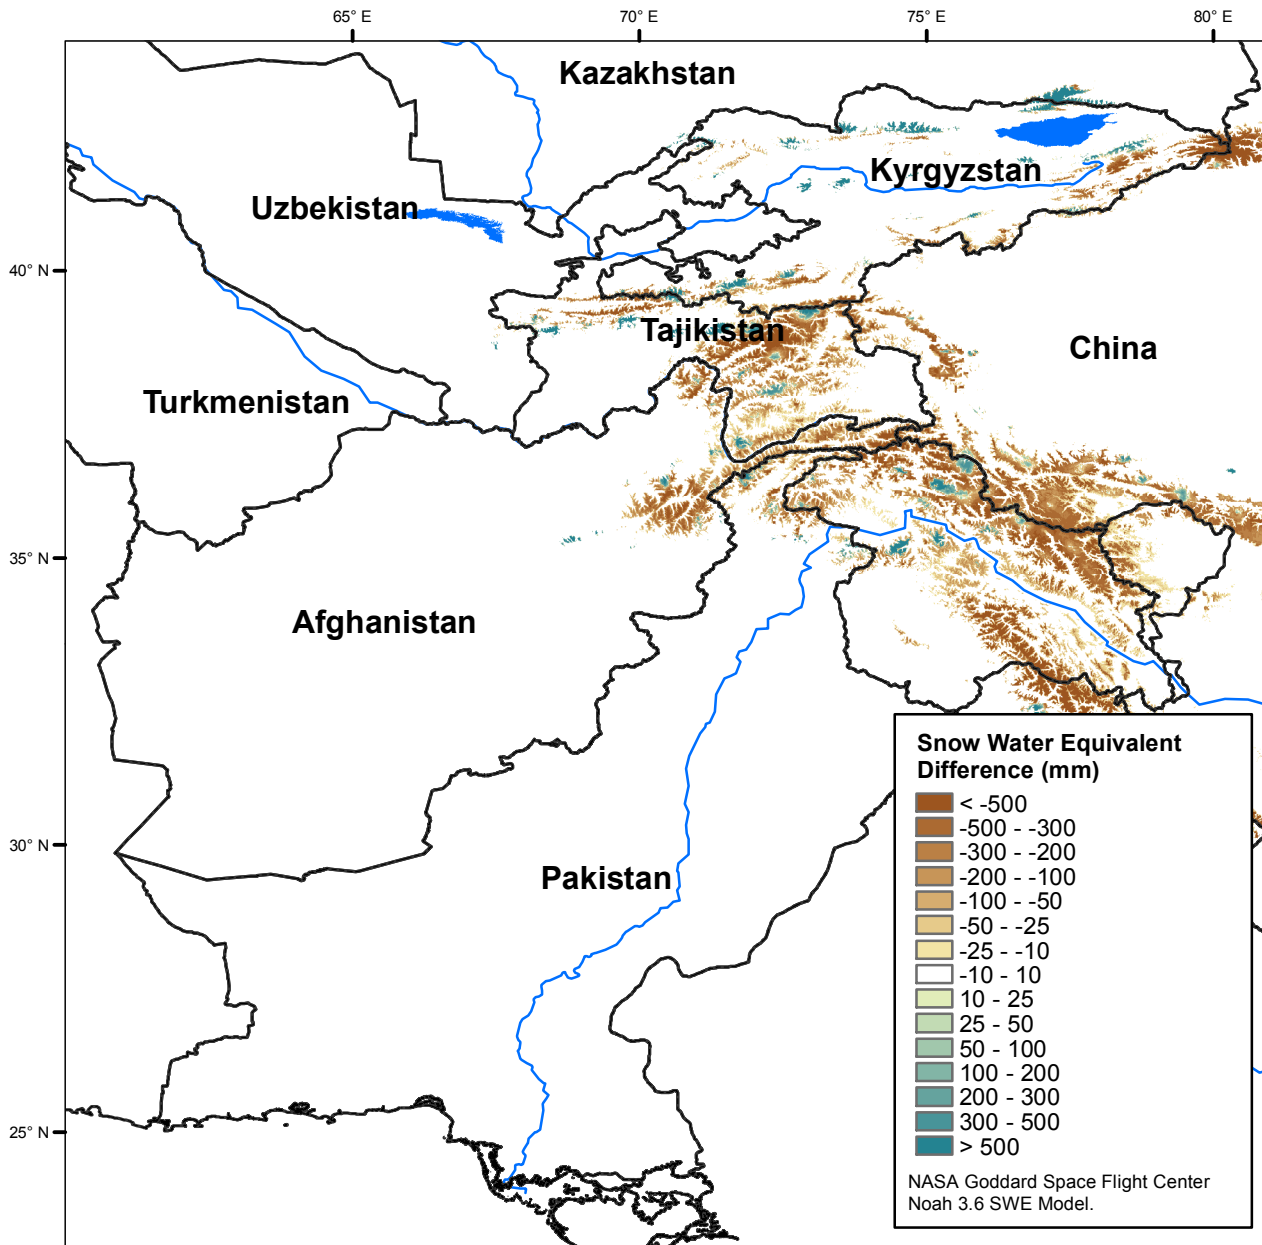 65° E
70° E
75° E
80° E
Kazakhstan
Kyrgyzstan
Uzbekistan
40° N
Tajikistan
China
Turkmenistan
35° N
Afghanistan
Snow Water Equivalent
Difference (mm)
< -500
-500 - -300
-300 - -200
-200 - -100
-100 - -50
-50 - -25
-25 - -10
-10 - 10
10 - 25
25 - 50
50 - 100
100 - 200
200 - 300
300 - 500
> 500
NASA Goddard Space Flight Center
Noah 3.6 SWE Model.
30° N
Pakistan
25° N